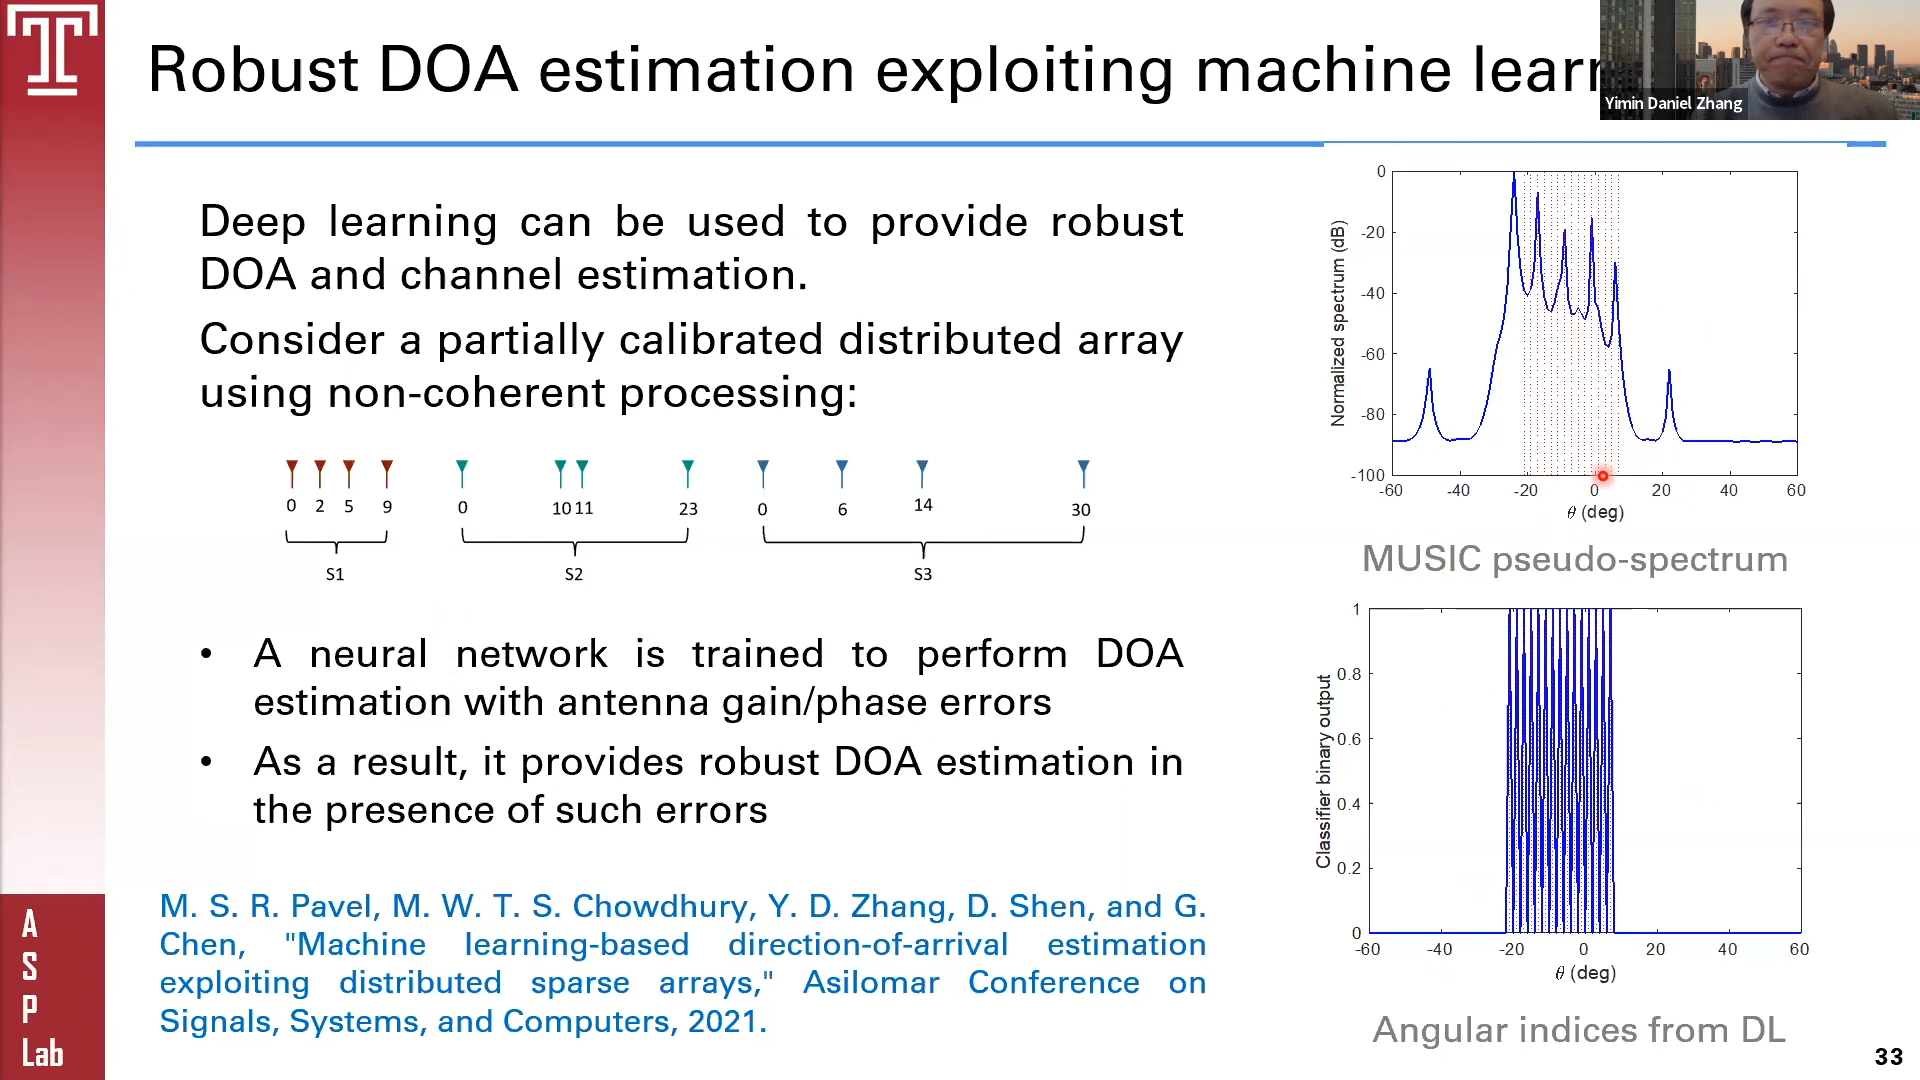 Robust DOA estimation exploiting machine lear
Yimin Daniel Zhang
Deep learning can be used to provide robust
DOA and channel estimation.
Consider a partially calibrated distributed array
using non-coherent processing:
0 2 5 9 0 10 11 23 0 6 14 30
S1 S2 S3
• A neural network is trained to perform DOA
estimation with antenna gain/phase errors
• As a result, it provides robust DOA estimation in
the presence of such errors
M. S. R. Pavel, M. W. T. S. Chowdhury, Y. D. Zhang, D. Shen, and G.
Chen, "Machine learning-based direction-of-arrival estimation
exploiting distributed sparse arrays," Asilomar Conference on
Signals, Systems, and Computers, 2021.
Normalized spectrum (dB)
0
-20
-40
-60
-80
-100
-60 -40 -20 0 20 40 60
θ (deg)
MUSIC pseudo-spectrum
Classifier binary output
1
0.8
0.6
0.4
0.2
0
-60 -40 -20 0 20 40 60
θ (deg)
Angular indices from DL
A
S
P
Lab
33